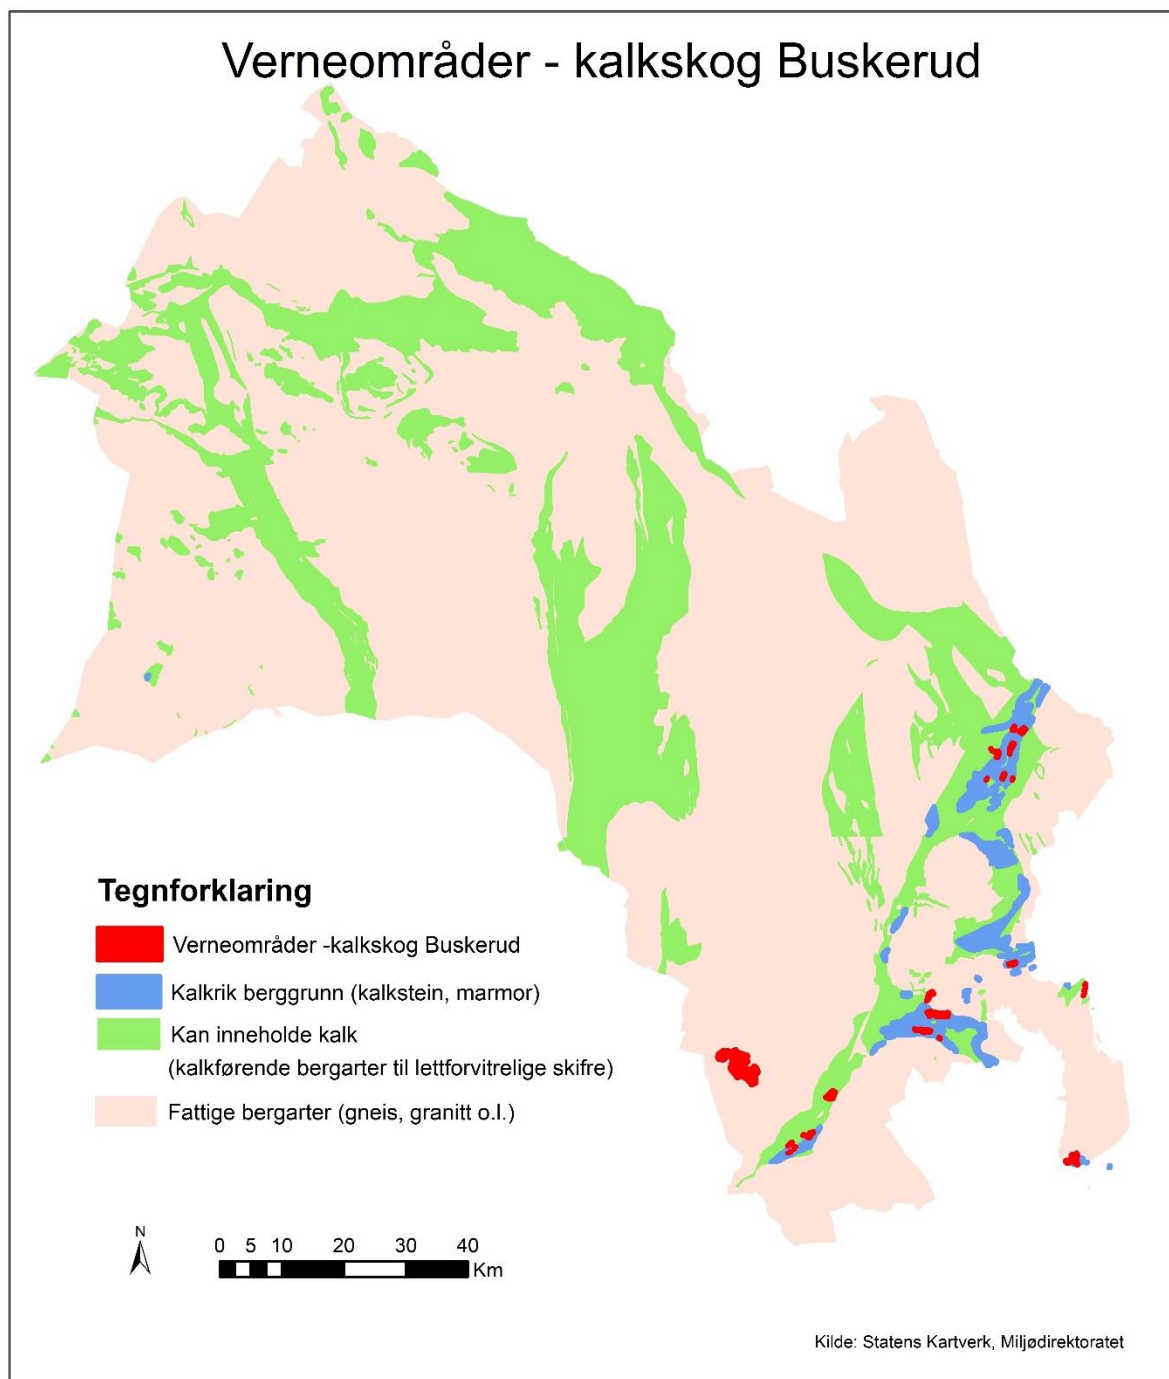 Verneområder - kalkskog Buskerud
Tegnforklaring
Verneområder -kalkskog Buskerud
Kalkrik berggrunn (kalkstein, marmor)
Kan inneholde kalk
(kalkførende bergarter til lettforvitrelige skifre)
Fattige bergarter (gneis, granitt o.l.)
N
0 5 10 20 30 40
Km
Kilde: Statens Kartverk, Miljødirektoratet